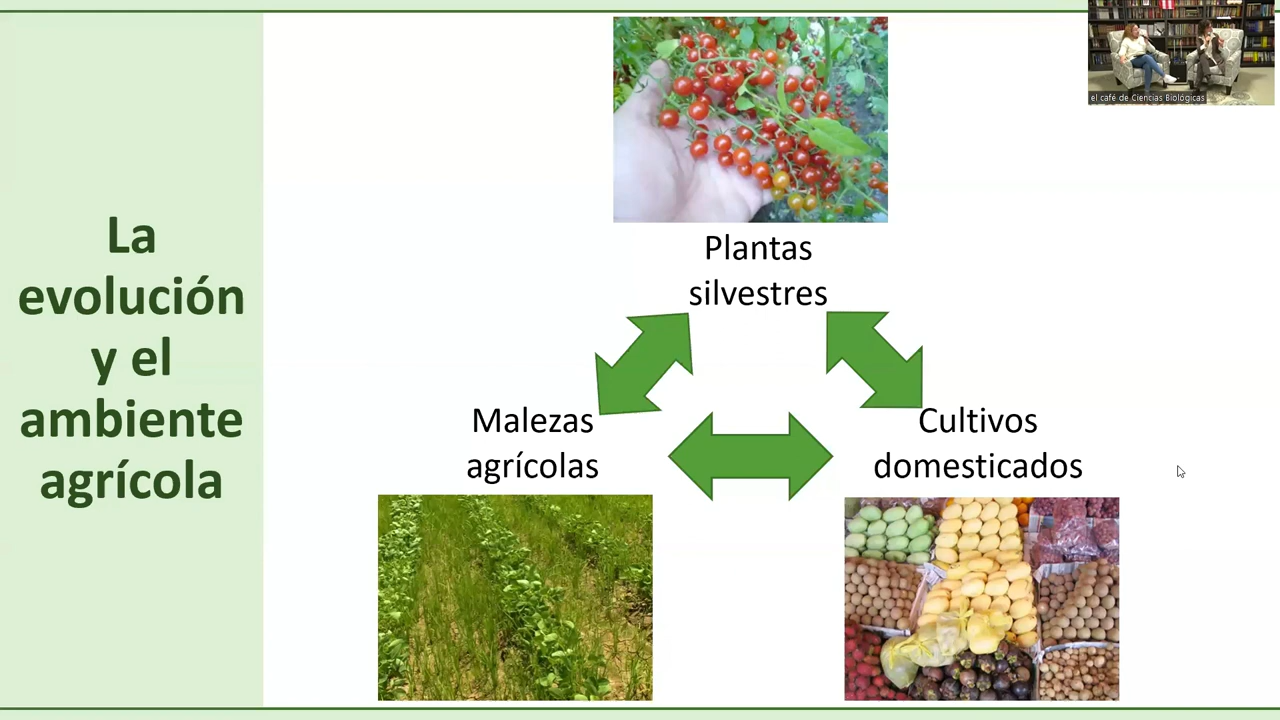 La
evolución
y el
ambiente
agrícola
Plantas
silvestres
Malezas
agrícolas
Cultivos
domesticados
el café de Ciencias Biológicas